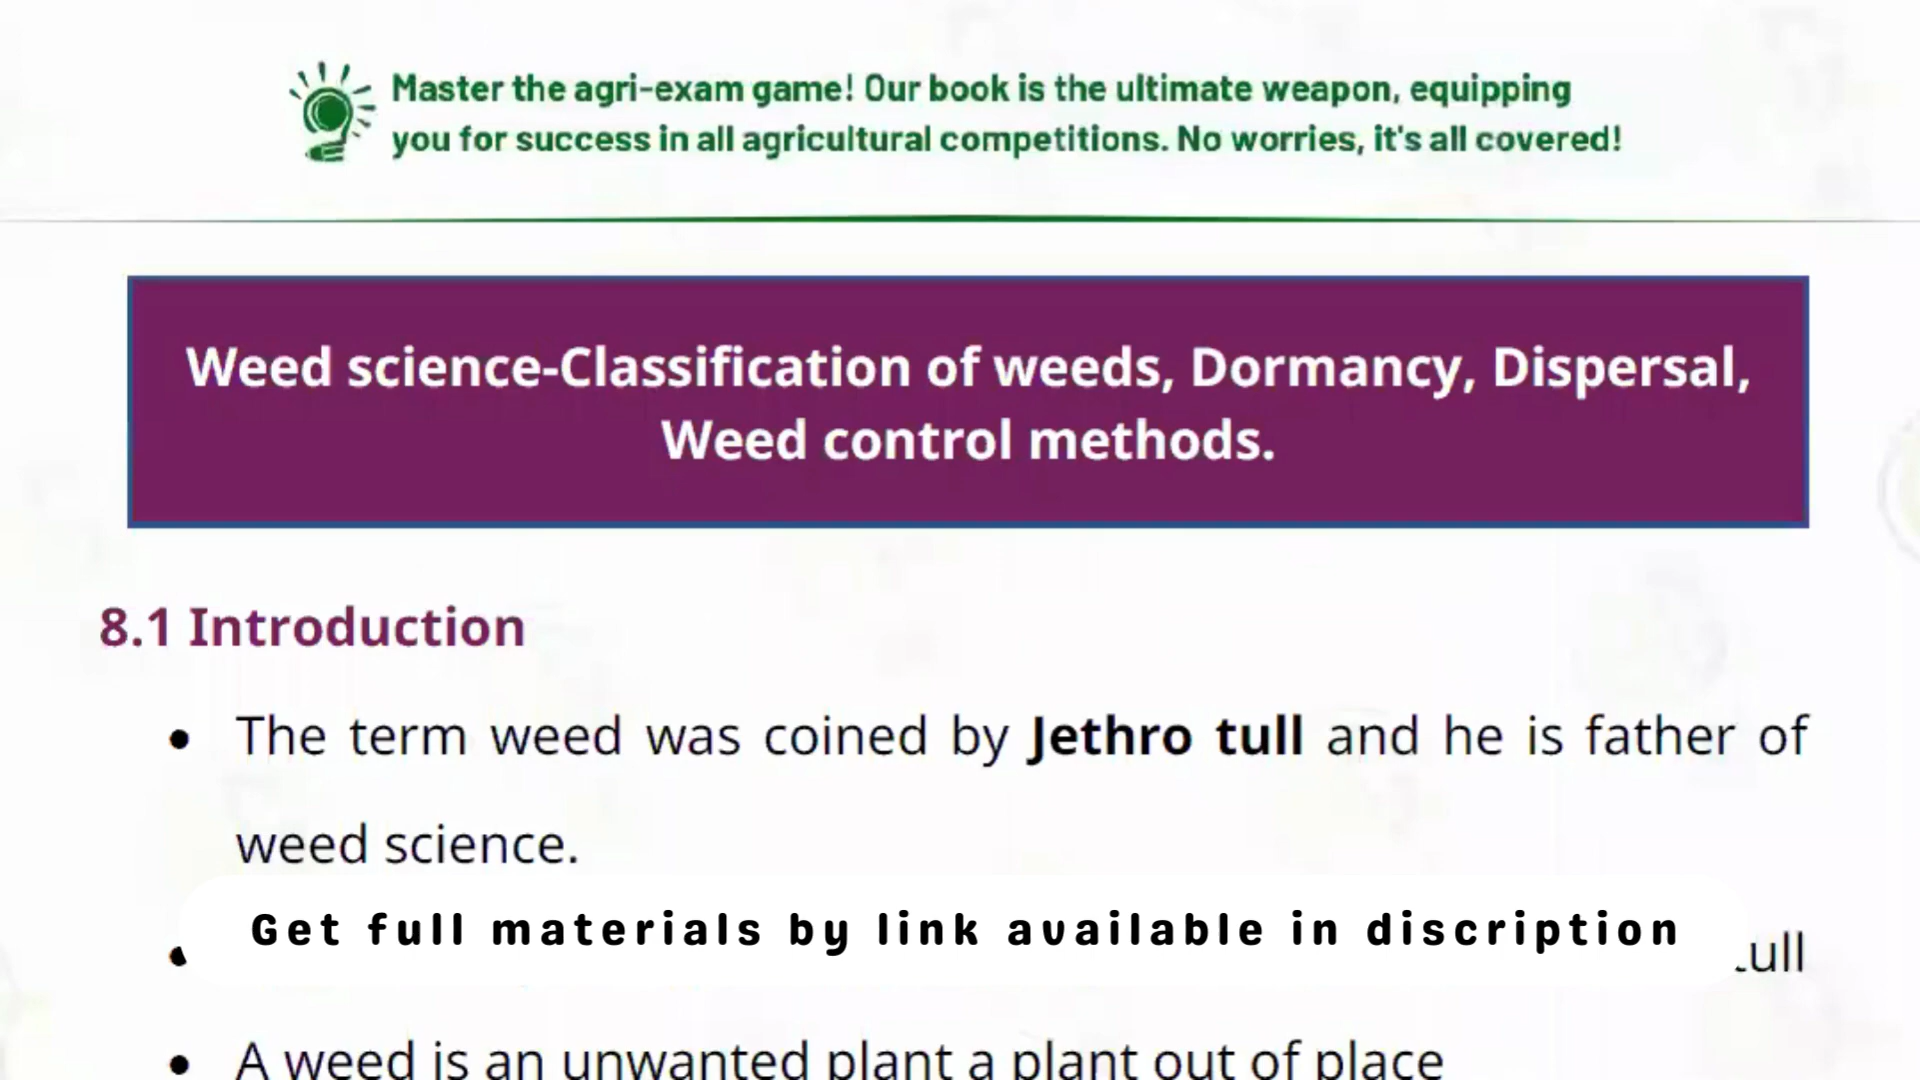 Master the agri-exam game! Our book is the ultimate weapon, equipping
you for success in all agricultural competitions. No worries, it's all covered!
Weed science-Classification of weeds, Dormancy, Dispersal,
Weed control methods.
8.1 Introduction
• The term weed was coined by Jethro tull and he is father of
weed science.
Get full materials by link available in discription
• A weed is an unwanted plant a plant out of place